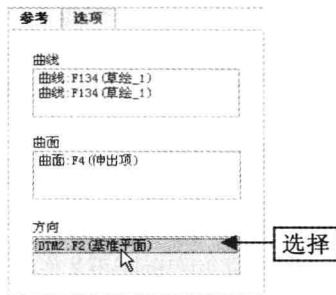 参考 选项
曲线
曲线:F134(草绘_1)
曲线:F134(草绘_1)
曲面
曲面:F4(伸出项)
方向
DTM2:F2(基准平面)
选择